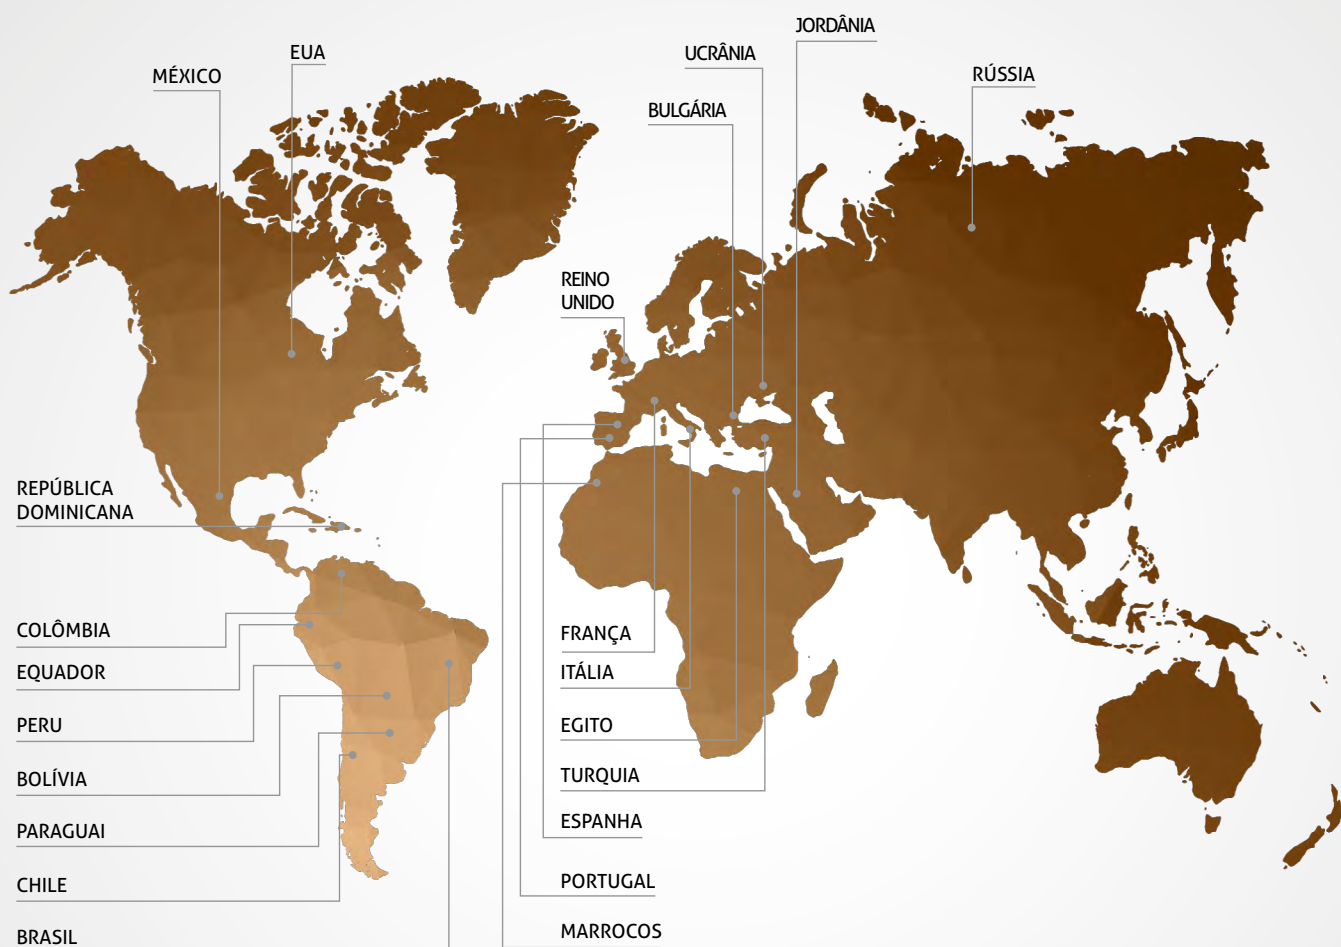 JORDÂNIA
EUA
UCRÂNIA
MÉXICO
RÚSSIA
BULGÁRIA
REINO
UNIDO
REPÚBLICA
DOMINICANA
COLÔMBIA
EQUADOR
PERU
BOLÍVIA
PARAGUAI
CHILE
BRASIL
FRANÇA
ITÁLIA
EGITO
TURQUIA
ESPANHA
PORTUGAL
MARROCOS